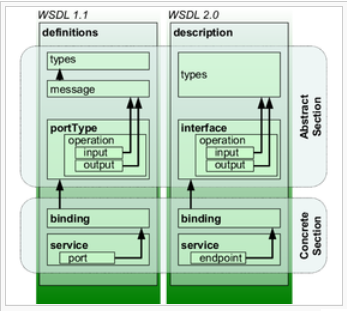 WSDL 1.1
definitions
types
message
portType
operation
input
output
binding
service
port
WSDL 2.0
description
types
interface
operation
input
output
binding
service
endpoint
Abstract
Section
Concrete
Section